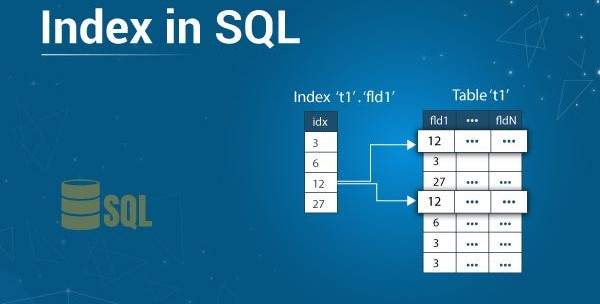 Index in SQL
Index ‘t1’.‘fld1’
idx
3
6
12
27
Table ‘t1’
fld1 ••• fldN
12 ••• •••
3
27 ••• •••
12 ••• •••
6 ••• •••
3 ••• •••
3 ••• •••
SQL